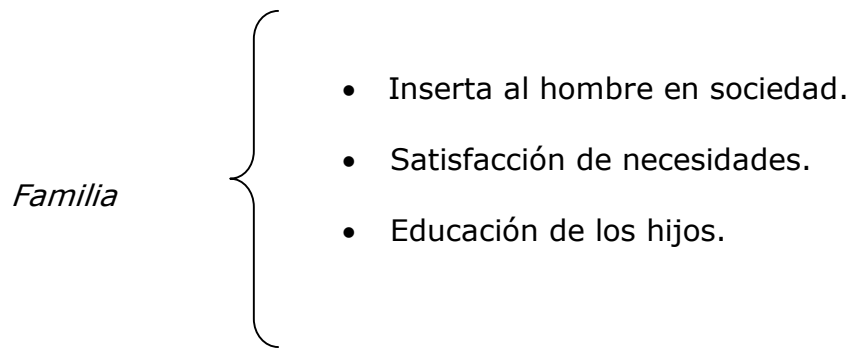 Familia
• Inserta al hombre en sociedad.
• Satisfacción de necesidades.
• Educación de los hijos.